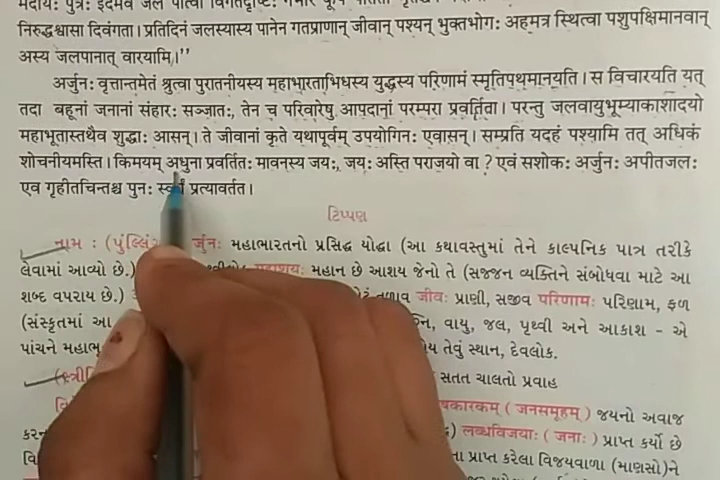 मदीयः पुत्रः इदमेव जलं पीत्वा विगतदृष्टिः गभीरे कूपे
निरुद्धश्वासा दिवंगता। प्रतिदिनं जलस्यास्य पानेन गतप्राणान् जीवान् पश्यन् भुक्तभोगः अहमत्र स्थित्वा पशुपक्षिमानवान्
अस्य जलपानात् वारयामि।”
अर्जुनः वृत्तान्तमेतं श्रुत्वा पुरातनीयस्य महाभारताभिधस्य युद्धस्य परिणामं स्मृतिपथमानयति। स विचारयति यत्
तदा बहूनां जनानां संहारः सञ्जातः, तेन च परिवारेषु आपदानां परम्परा प्रवर्तिता। परन्तु जलवायुभूम्याकाशादयो
महाभूतास्तथैव शुद्धाः आसन्। ते जीवानां कृते यथापूर्वम् उपयोगिनः एवासन्। सम्प्रति यदहं पश्यामि तत् अधिकं
शोचनीयमस्ति। किमयम् अधुना प्रवर्तितः मावनस्य जयः, जयः अस्ति पराजयो वा ? एवं सशोकः अर्जुनः अपीतजलः
एव गृहीतचिन्तश्च पुनः स्वर्गं प्रत्यावर्तत।
ટિપ્પણ
નામ : (પુંલ્લિંગ) र्जुनः મહાભારતનો પ્રસિદ્ધ યોદ્ધા (આ કથાવસ્તુમાં તેને કાલ્પનિક પાત્ર તરીકે
લેવામાં આવ્યો છે.) महाशयः મહાન છે આશય જેનો તે (સજ્જન વ્યક્તિને સંબોધવા માટે આ
શબ્દ વપરાય છે.) તળાવ जीवः પ્રાણી, સજીવ परिणामः પરિણામ, ફળ
(સંસ્કૃતમાં આ વાયુ, જલ, પૃથ્વી અને આકાશ - એ
પાંચને મહાભૂ તેવું સ્થાન, દેવલોક.
સતત ચાલતો પ્રવાહ
षकारकम् ( जनसमूहम् ) જયનો અવાજ
કરન लब्धविजयाः ( जनाः ) પ્રાપ્ત કર્યો છે
વિ પ્રાપ્ત કરેલા વિજયવાળા (માણસો)ને